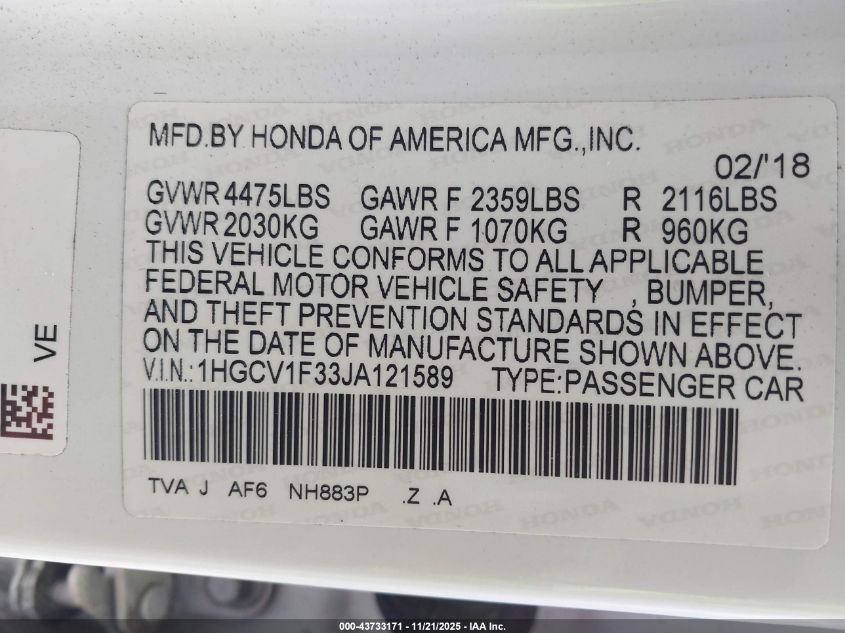 MFD.BY HONDA OF AMERICA MFG.,INC.
02/'18
GVWR 4475LBS GAWR F 2359LBS R 2116LBS
GVWR 2030KG GAWR F 1070KG R 960KG
THIS VEHICLE CONFORMS TO ALL APPLICABLE
FEDERAL MOTOR VEHICLE SAFETY , BUMPER,
AND THEFT PREVENTION STANDARDS IN EFFECT
ON THE DATE OF MANUFACTURE SHOWN ABOVE.
V.I.N.: 1HGCV1F33JA121589 TYPE:PASSENGER CAR
TVA J AF6 NH883P .Z .A
VE
000-43733171 — 11/21/2025 — IAA Inc.